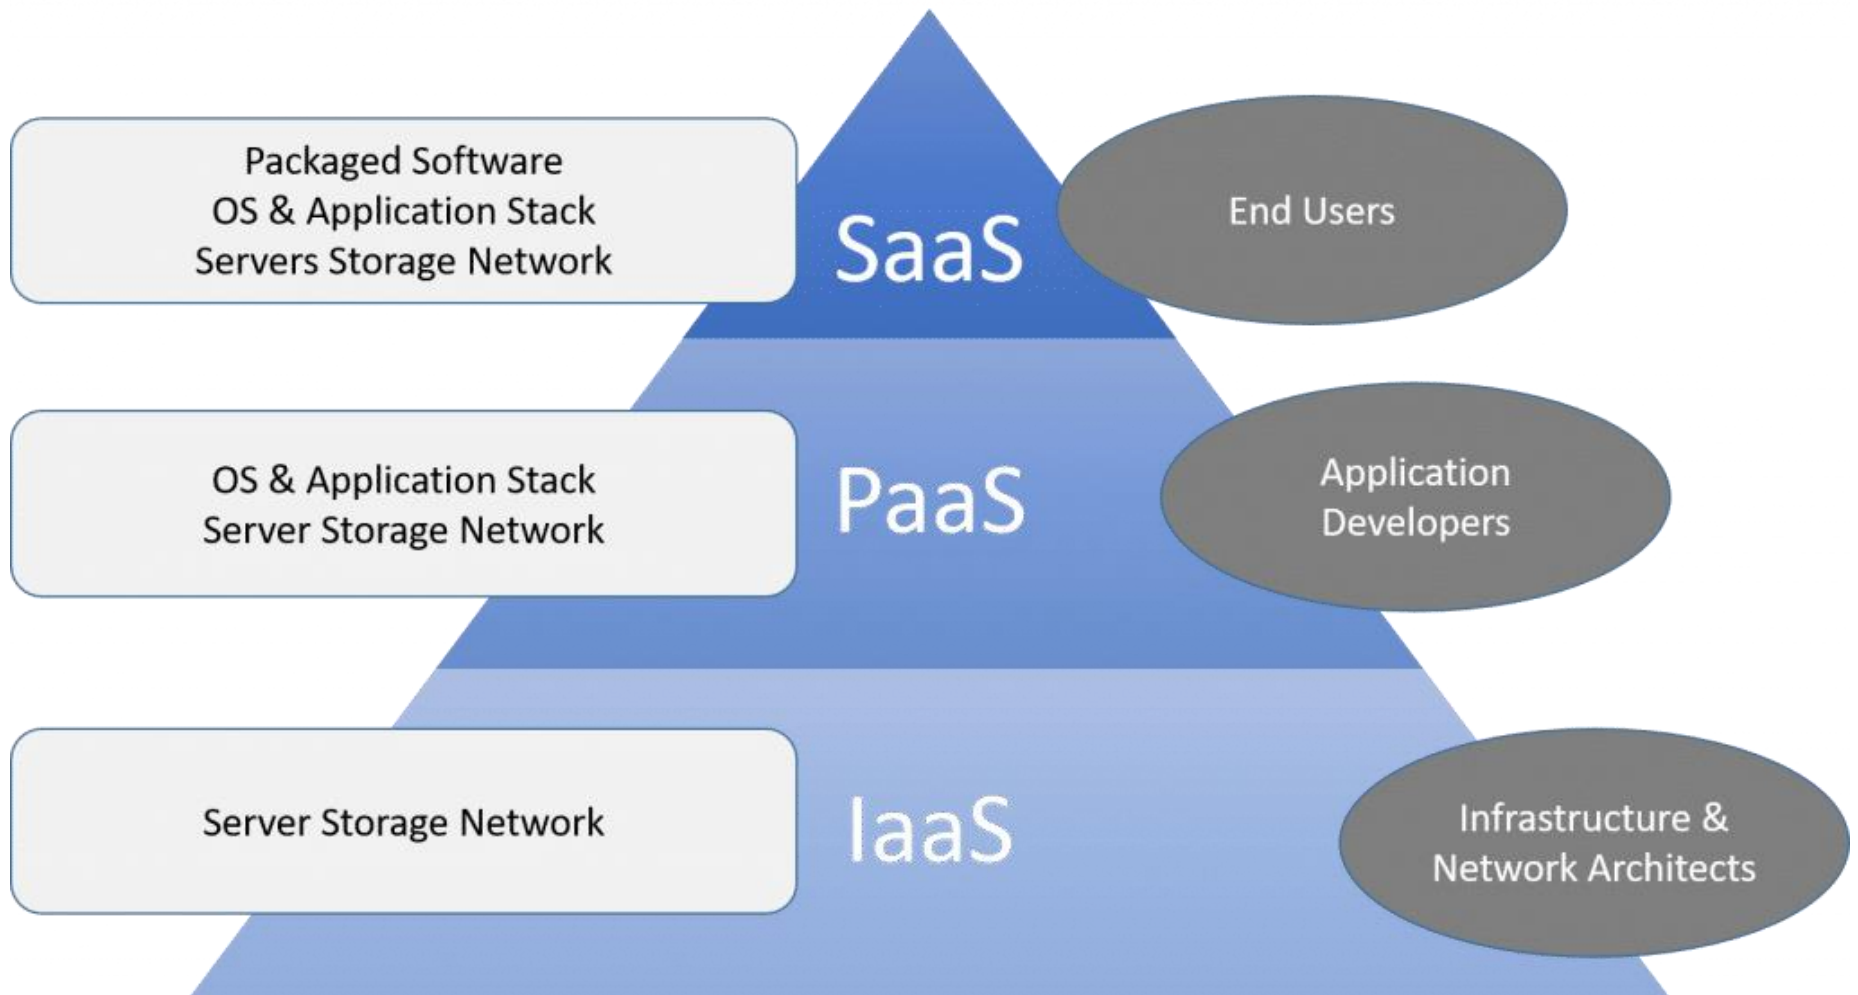 Packaged Software
OS & Application Stack
Servers Storage Network
SaaS
End Users
OS & Application Stack
Server Storage Network
PaaS
Application
Developers
Server Storage Network
IaaS
Infrastructure &
Network Architects